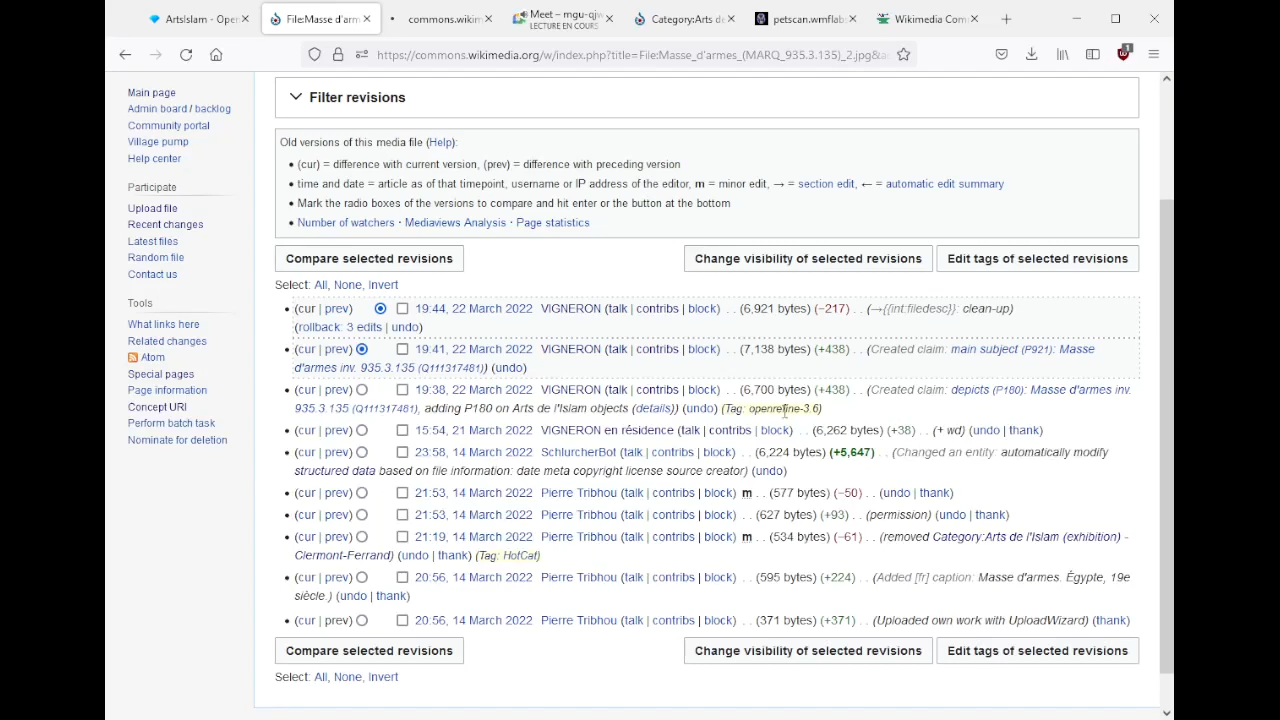 ArtsIslam - Open
File:Masse d'arm
commons.wikim
Meet – mgu-qjw
LECTURE EN COURS
Category:Arts de
petscan.wmflabs
Wikimedia Com
https://commons.wikimedia.org/w/index.php?title=File:Masse_d'armes_(MARQ_935.3.135)_2.jpg&a
1
Main page
Admin board / backlog
Community portal
Village pump
Help center
Participate
Upload file
Recent changes
Latest files
Random file
Contact us
Tools
What links here
Related changes
Atom
Special pages
Page information
Concept URI
Perform batch task
Nominate for deletion
Filter revisions
Old versions of this media file (Help):
• (cur) = difference with current version, (prev) = difference with preceding version
• time and date = article as of that timepoint, username or IP address of the editor, m = minor edit, → = section edit, ← = automatic edit summary
• Mark the radio boxes of the versions to compare and hit enter or the button at the bottom
• Number of watchers · Mediaviews Analysis · Page statistics
Compare selected revisions Change visibility of selected revisions Edit tags of selected revisions
Select: All, None, Invert
• (cur | prev) 19:44, 22 March 2022 VIGNERON (talk | contribs | block) . . (6,921 bytes) (−217) . . (→{{int:filedesc}}: clean-up)
(rollback: 3 edits | undo)
• (cur | prev) 19:41, 22 March 2022 VIGNERON (talk | contribs | block) . . (7,138 bytes) (+438) . . (Created claim: main subject (P921): Masse
d'armes inv. 935.3.135 (Q111317481)) (undo)
• (cur | prev) 19:38, 22 March 2022 VIGNERON (talk | contribs | block) . . (6,700 bytes) (+438) . . (Created claim: depicts (P180): Masse d'armes inv.
935.3.135 (Q111317481), adding P180 on Arts de l'Islam objects (details)) (undo) (Tag: openrefine-3.6)
• (cur | prev) 15:54, 21 March 2022 VIGNERON en résidence (talk | contribs | block) . . (6,262 bytes) (+38) . . (+ wd) (undo | thank)
• (cur | prev) 23:58, 14 March 2022 SchlurcherBot (talk | contribs | block) . . (6,224 bytes) (+5,647) . . (Changed an entity: automatically modify
structured data based on file information: date meta copyright license source creator) (undo)
• (cur | prev) 21:53, 14 March 2022 Pierre Tribhou (talk | contribs | block) m . . (577 bytes) (−50) . . (undo | thank)
• (cur | prev) 21:53, 14 March 2022 Pierre Tribhou (talk | contribs | block) . . (627 bytes) (+93) . . (permission) (undo | thank)
• (cur | prev) 21:19, 14 March 2022 Pierre Tribhou (talk | contribs | block) m . . (534 bytes) (−61) . . (removed Category:Arts de l'Islam (exhibition) -
Clermont-Ferrand) (undo | thank) (Tag: HotCat)
• (cur | prev) 20:56, 14 March 2022 Pierre Tribhou (talk | contribs | block) . . (595 bytes) (+224) . . (Added [fr] caption: Masse d'armes. Égypte, 19e
siècle.) (undo | thank)
• (cur | prev) 20:56, 14 March 2022 Pierre Tribhou (talk | contribs | block) . . (371 bytes) (+371) . . (Uploaded own work with UploadWizard) (thank)
Compare selected revisions Change visibility of selected revisions Edit tags of selected revisions
Select: All, None, Invert